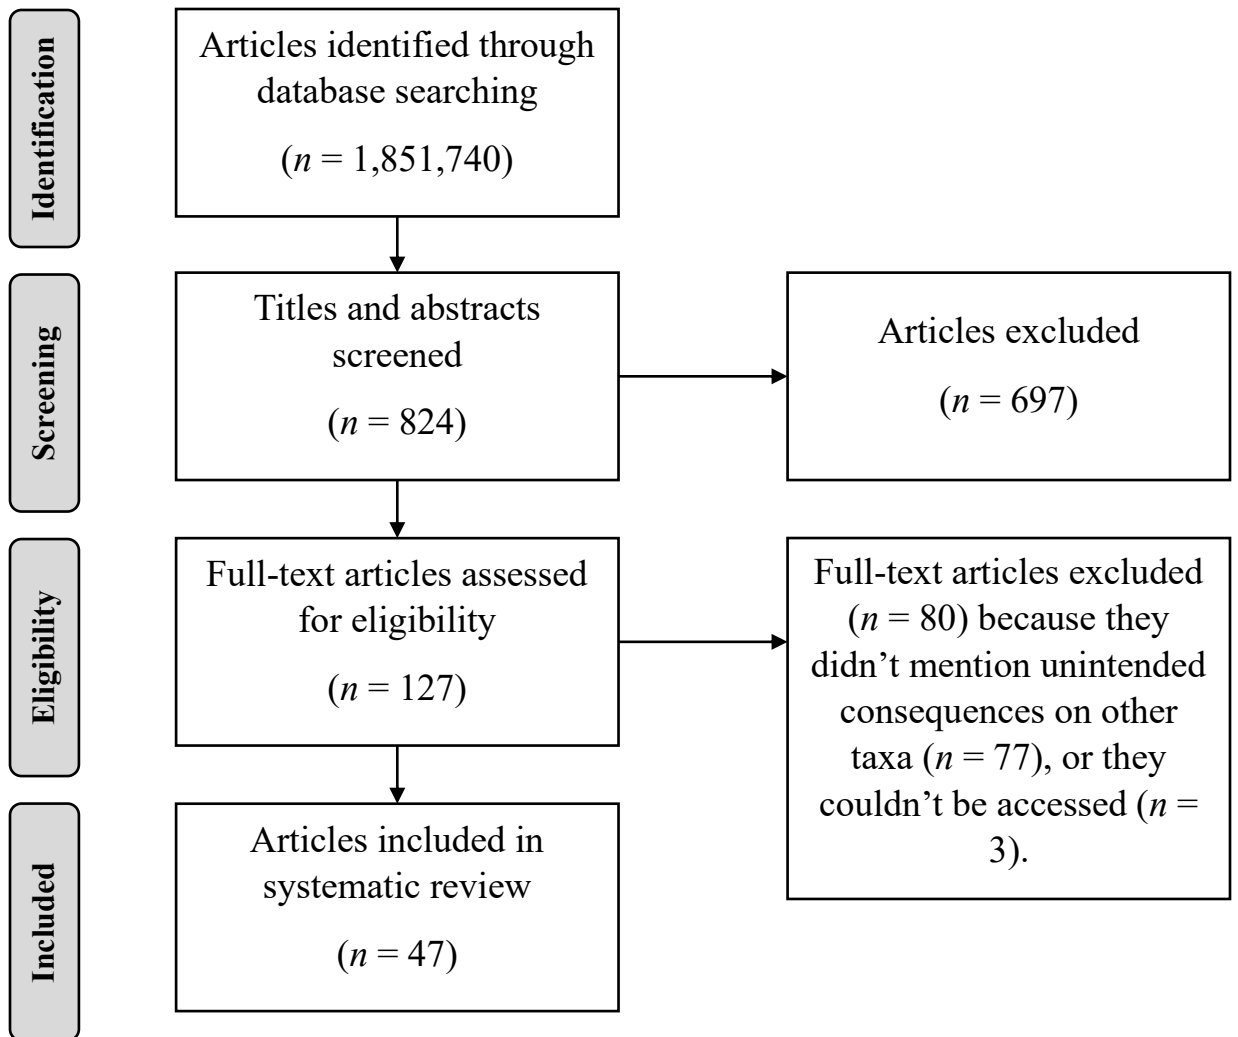 Identification
Articles identified through
database searching
(n = 1,851,740)
Screening
Titles and abstracts
screened
(n = 824)
Articles excluded
(n = 697)
Eligibility
Full-text articles assessed
for eligibility
(n = 127)
Full-text articles excluded
(n = 80) because they
didn’t mention unintended
consequences on other
taxa (n = 77), or they
couldn’t be accessed (n =
3).
Included
Articles included in
systematic review
(n = 47)